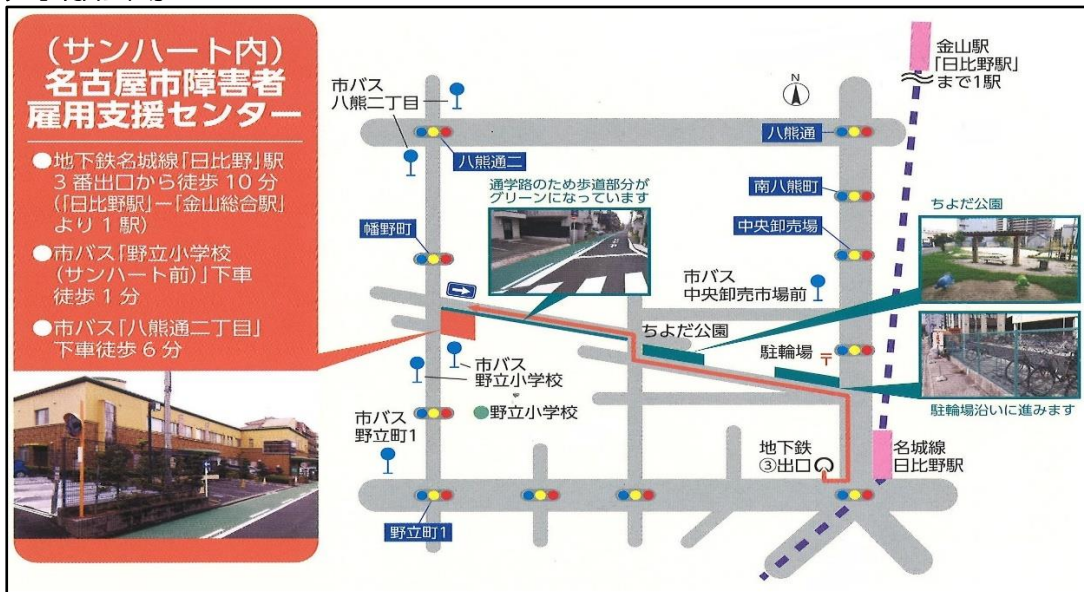 (サンハート内)
名古屋市障害者
雇用支援センター
●地下鉄名城線「日比野」駅
3番出口から徒歩10分
(「日比野駅」ー「金山総合駅」
より1駅)
●市バス「野立小学校
(サンハート前)」下車
徒歩1分
●市バス「八熊通二丁目」
下車徒歩6分
市バス
八熊二丁目
八熊通二
通学路のため歩道部分が
グリーンになっています
幡野町
N
八熊通
南八熊町
中央卸売場
市バス
中央卸売市場前
金山駅
「日比野駅」
まで1駅
ちよだ公園
ちよだ公園
駐輪場
〒
駐輪場沿いに進みます
市バス
野立小学校
野立小学校
市バス
野立町1
野立町1
地下鉄
③出口
名城線
日比野駅